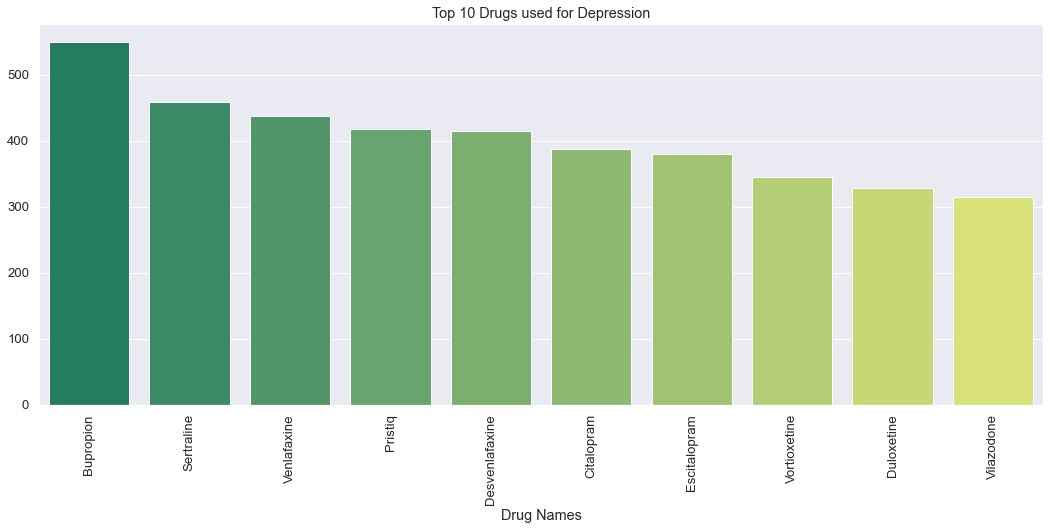 Top 10 Drugs used for Depression
500
400
300
200
100
0
Bupropion
Sertraline
Venlafaxine
Pristiq
Desvenlafaxine
Citalopram
Escitalopram
Vortioxetine
Duloxetine
Vilazodone
Drug Names